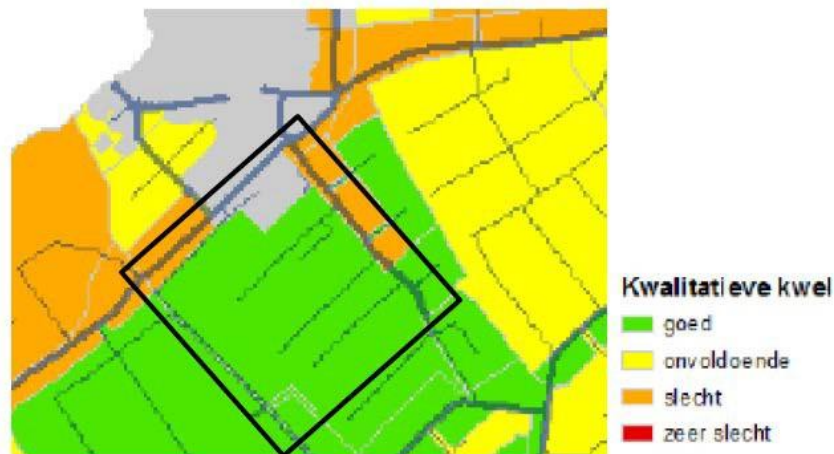 Kwalitatieve kwel
goed
onvoldoende
slecht
zeer slecht